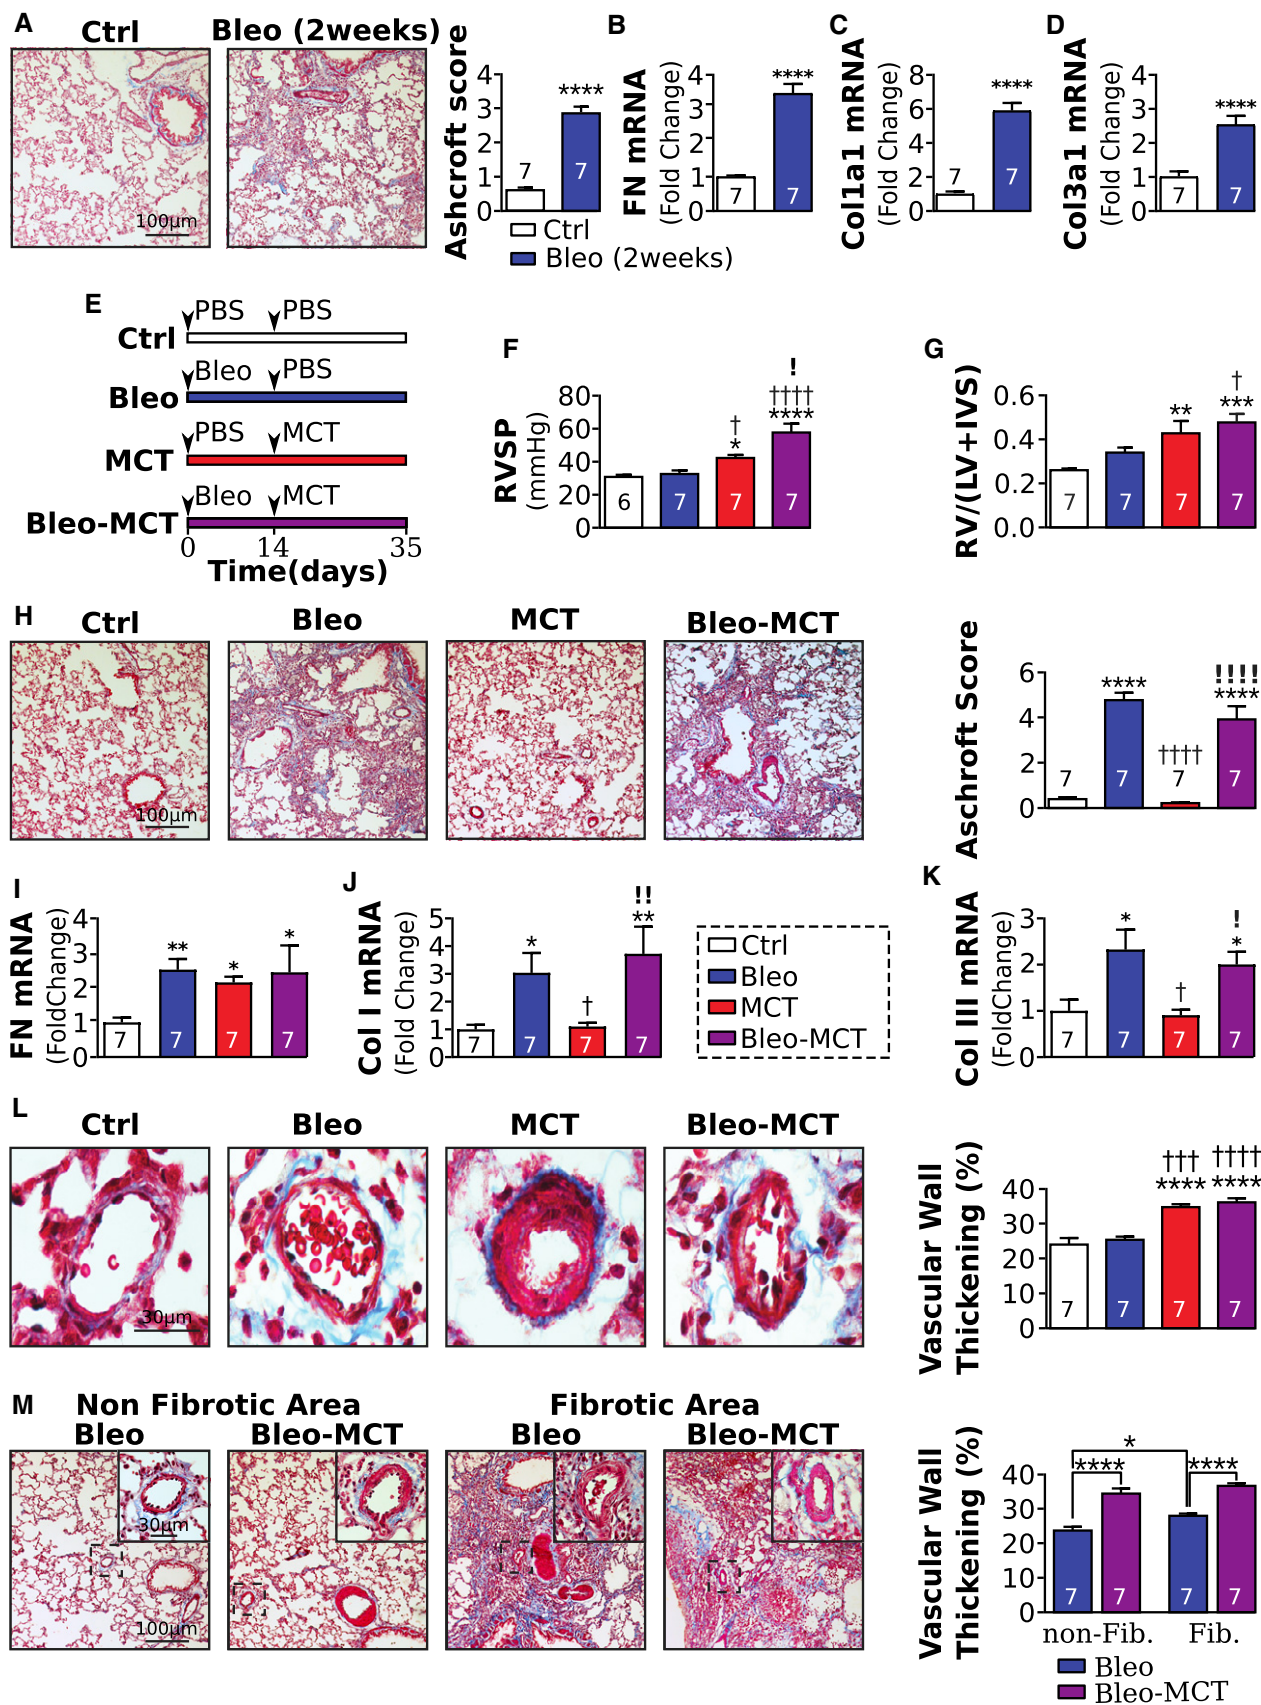 A
Ctrl
Bleo (2weeks)
100µm
Ashcroft score
4
3
2
1
0
7
****
7
Ctrl
Bleo (2weeks)
B
FN mRNA
(Fold Change)
4
3
2
1
0
****
7
7
C
Col1a1 mRNA
(Fold Change)
8
6
4
2
0
****
7
7
D
Col3a1 mRNA
(Fold Change)
4
3
2
1
0
****
7
7
E
Ctrl
PBS
PBS
Bleo
Bleo
PBS
MCT
PBS
MCT
Bleo-MCT
Bleo
MCT
0
14
35
Time(days)
F
RVSP
(mmHg)
80
60
40
20
0
†
*
!
††††
****
6
7
7
7
G
RV/(LV+IVS)
0.6
0.4
0.2
0.0
**
†
***
7
7
7
7
H
Ctrl
Bleo
MCT
Bleo-MCT
100µm
Aschroft Score
6
4
2
0
****
††††
!!!!
****
7
7
7
7
I
FN mRNA
(FoldChange)
4
3
2
1
0
**
*
*
7
7
7
7
J
Col I mRNA
(Fold Change)
5
4
3
2
1
0
*
†
!!
**
7
7
7
7
Ctrl
Bleo
MCT
Bleo-MCT
K
Col III mRNA
(FoldChange)
3
2
1
0
*
†
!
*
7
7
7
7
L
Ctrl
Bleo
MCT
Bleo-MCT
30µm
Vascular Wall
Thickening (%)
40
30
20
10
0
†††
****
††††
****
7
7
7
7
M
Non Fibrotic Area
Fibrotic Area
Bleo
Bleo-MCT
Bleo
Bleo-MCT
30µm
100µm
Vascular Wall
Thickening (%)
40
30
20
10
0
*
****
****
7
7
7
7
non-Fib.
Fib.
Bleo
Bleo-MCT